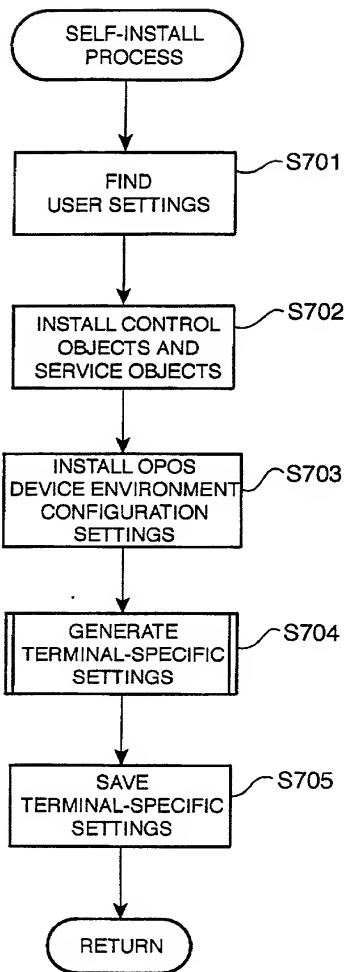 SELF-INSTALL
PROCESS
S701
FIND
USER SETTINGS
S702
INSTALL CONTROL
OBJECTS AND
SERVICE OBJECTS
S703
INSTALL OPOS
DEVICE ENVIRONMENT
CONFIGURATION
SETTINGS
S704
GENERATE
TERMINAL-SPECIFIC
SETTINGS
S705
SAVE
TERMINAL-SPECIFIC
SETTINGS
RETURN